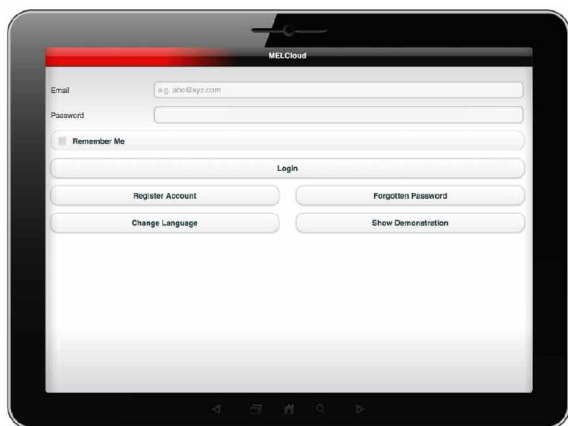 MELCloud
Email e.g. abc@xyz.com
Password
Remember Me
Login
Register Account Forgotten Password
Change Language Show Demonstration